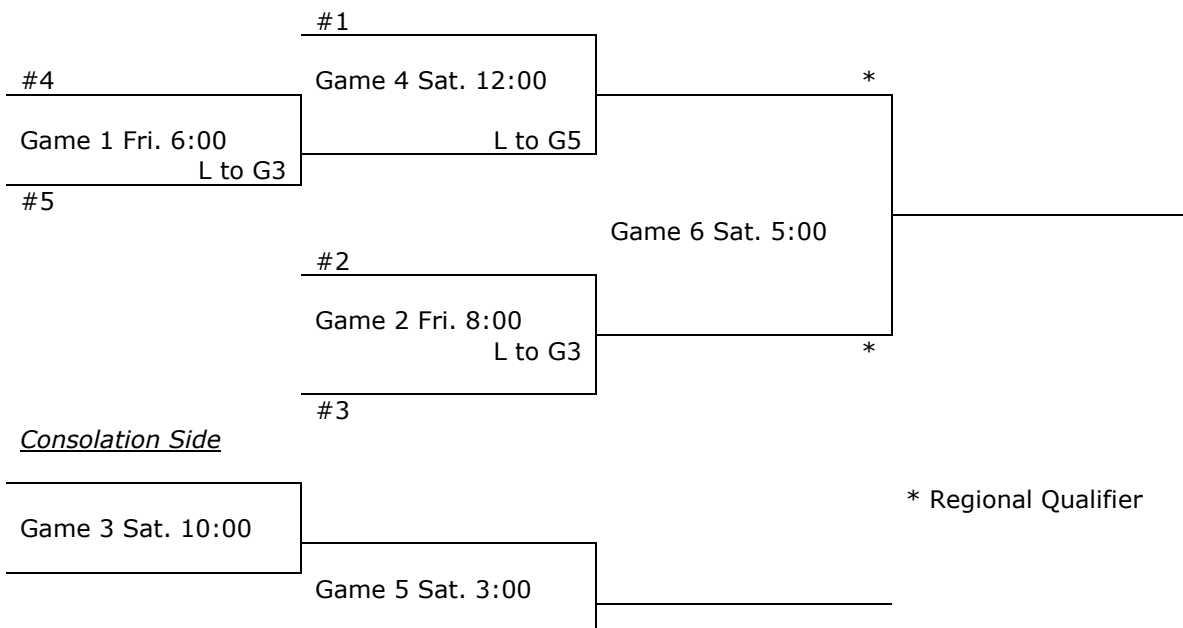 #1
#4
Game 4 Sat. 12:00
*
Game 1 Fri. 6:00
L to G5
L to G3
#5
Game 6 Sat. 5:00
#2
Game 2 Fri. 8:00
L to G3
*
#3
Consolation Side
* Regional Qualifier
Game 3 Sat. 10:00
Game 5 Sat. 3:00